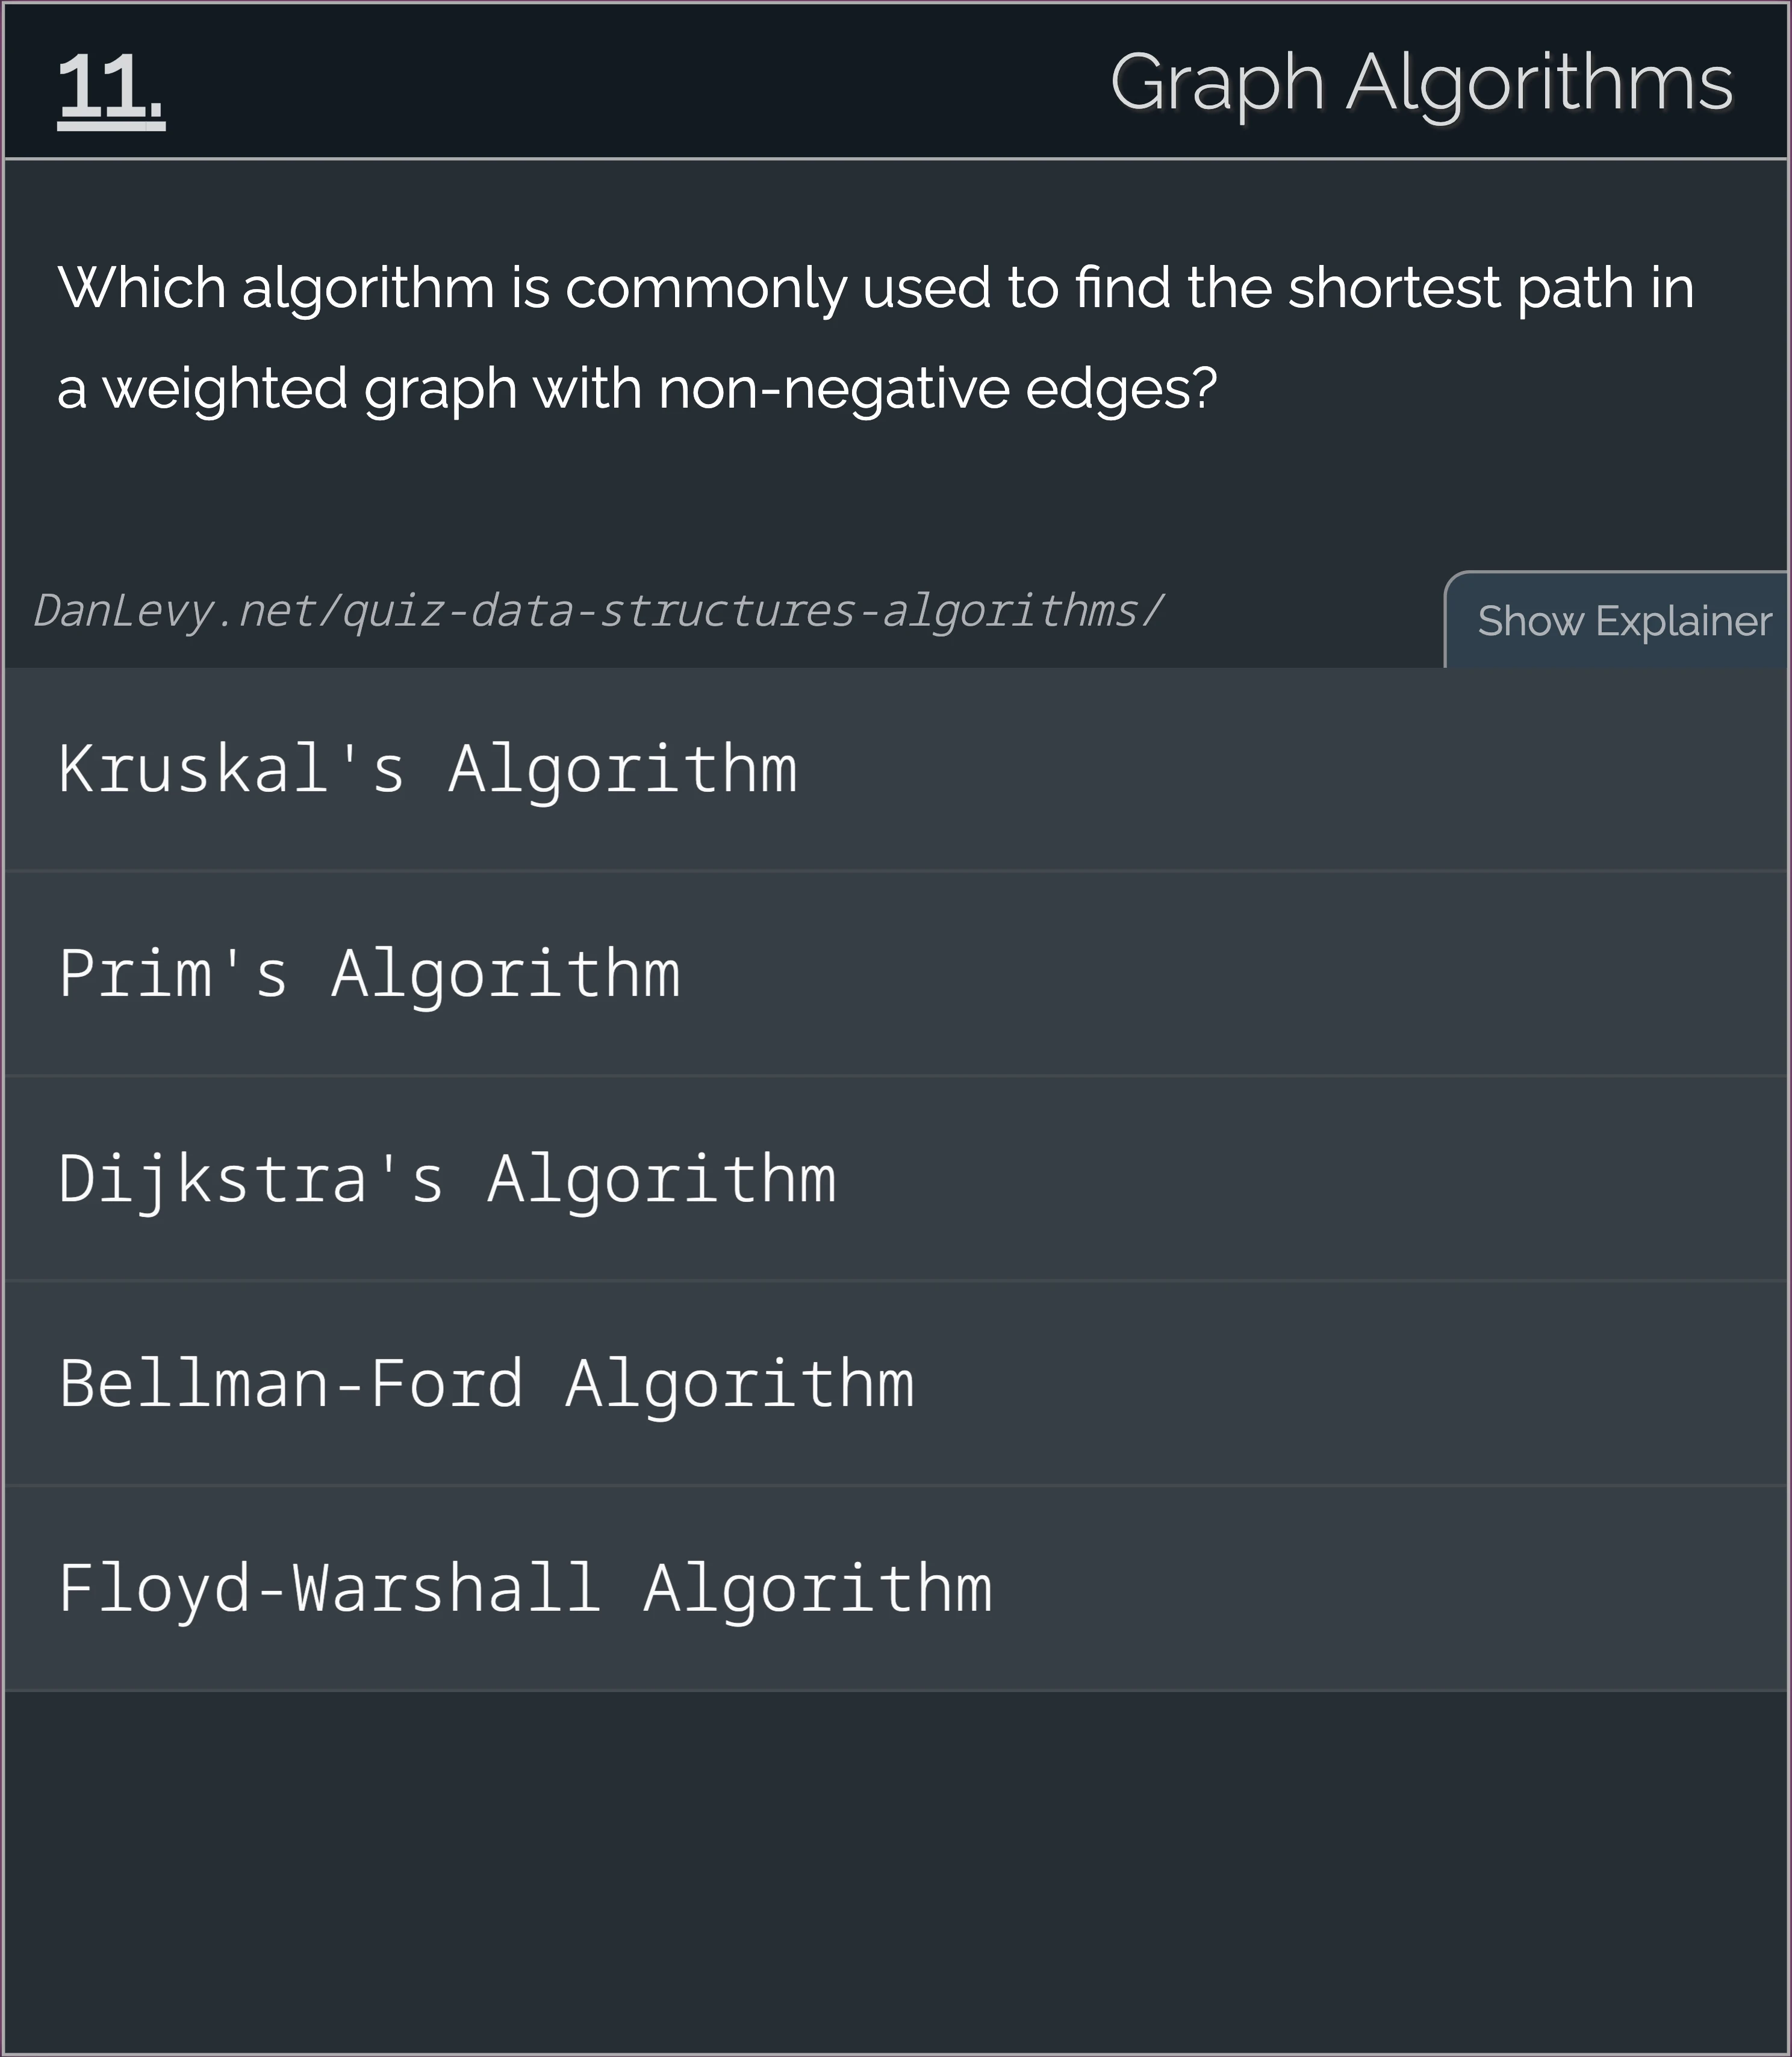 11.
Graph Algorithms
Which algorithm is commonly used to find the shortest path in
a weighted graph with non-negative edges?
DanLevy.net/quiz-data-structures-algorithms/
Show Explainer
Kruskal's Algorithm
Prim's Algorithm
Dijkstra's Algorithm
Bellman-Ford Algorithm
Floyd-Warshall Algorithm